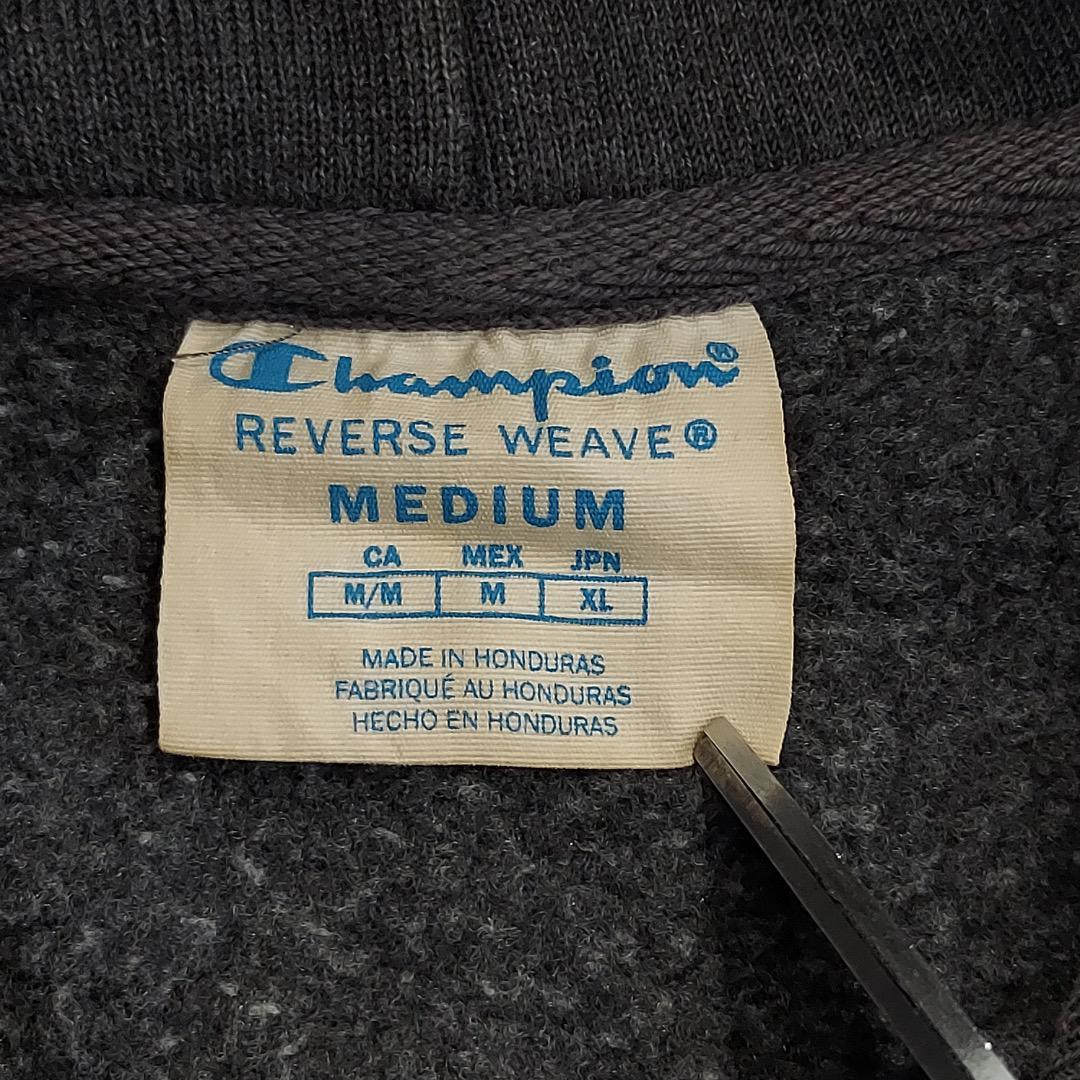 Champion®
REVERSE WEAVE®
MEDIUM
CA MEX JPN
M/M M XL
MADE IN HONDURAS
FABRIQUÉ AU HONDURAS
HECHO EN HONDURAS